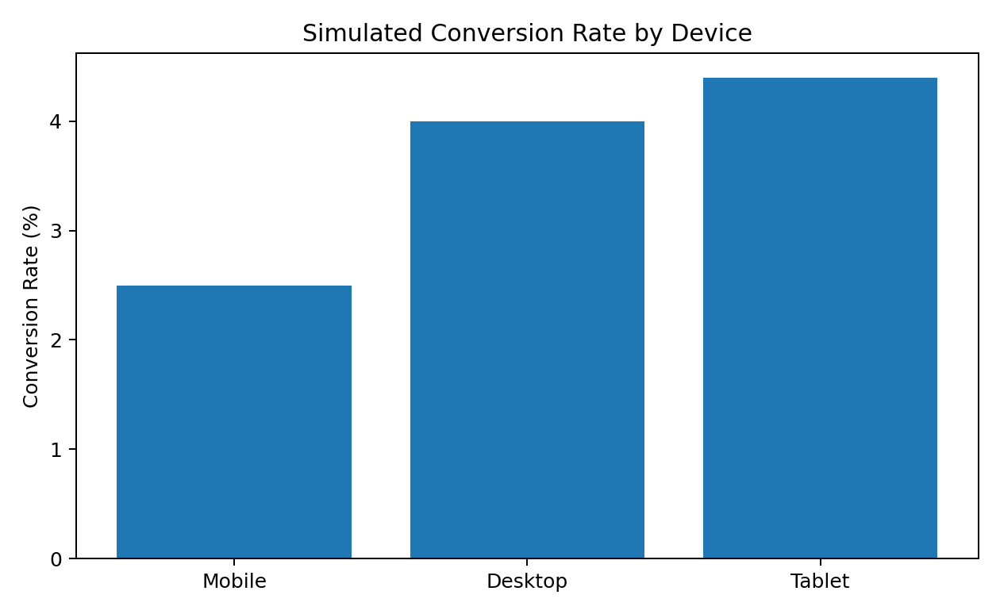 Simulated Conversion Rate by Device
Conversion Rate (%)
4
3
2
1
0
Mobile Desktop Tablet